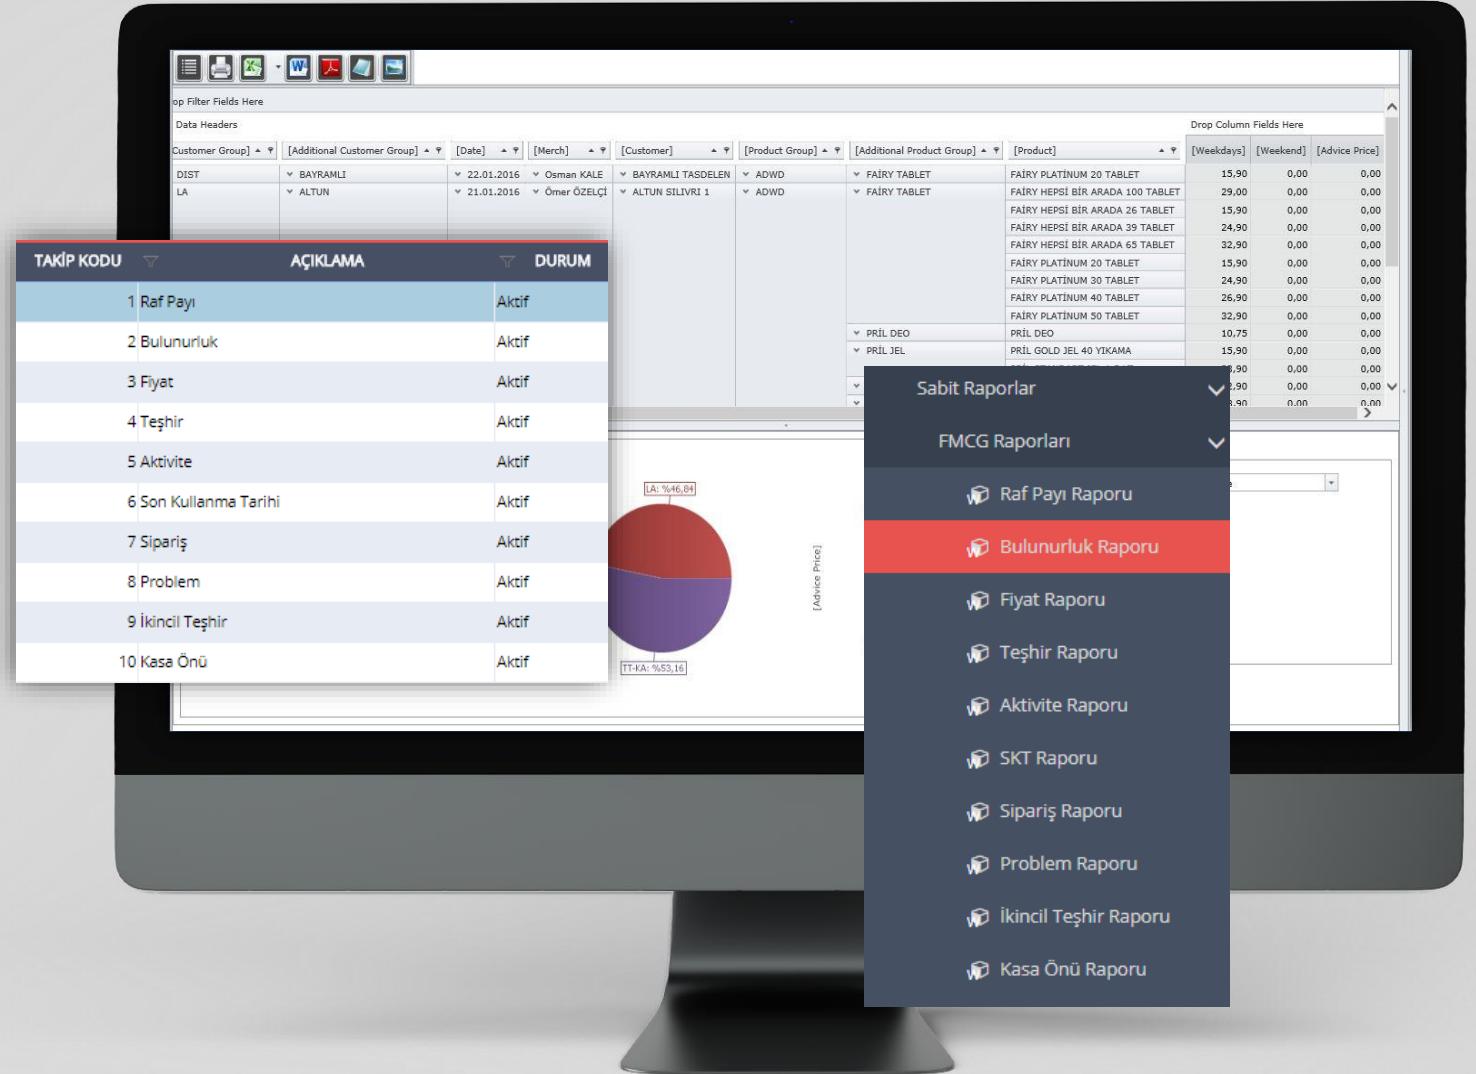 op Filter Fields Here
Data Headers
Drop Column Fields Here
Customer Group] [Additional Customer Group] [Date] [Merch] [Customer] [Product Group] [Additional Product Group] [Product] [Weekdays] [Weekend] [Advice Price]
DIST BAYRAMLI 22.01.2016 Osman KALE BAYRAMLI TASDELEN ADWD FAİRY TABLET FAİRY PLATİNUM 20 TABLET 15,90 0,00 0,00
LA ALTUN 21.01.2016 Ömer ÖZELÇİ ALTUN SILIVRI 1 ADWD FAİRY TABLET FAİRY HEPSİ BİR ARADA 100 TABLET 29,00 0,00 0,00
FAİRY HEPSİ BİR ARADA 26 TABLET 15,90 0,00 0,00
FAİRY HEPSİ BİR ARADA 39 TABLET 24,90 0,00 0,00
FAİRY HEPSİ BİR ARADA 65 TABLET 32,90 0,00 0,00
FAİRY PLATİNUM 20 TABLET 15,90 0,00 0,00
FAİRY PLATİNUM 30 TABLET 24,90 0,00 0,00
FAİRY PLATİNUM 40 TABLET 26,90 0,00 0,00
FAİRY PLATİNUM 50 TABLET 32,90 0,00 0,00
PRİL DEO PRİL DEO 10,75 0,00 0,00
PRİL JEL PRİL GOLD JEL 40 YIKAMA 15,90 0,00 0,00
0,00 0,00
0,00 0,00
0,00 0,00
TAKİP KODU AÇIKLAMA DURUM
1 Raf Payı Aktif
2 Bulunurluk Aktif
3 Fiyat Aktif
4 Teşhir Aktif
5 Aktivite Aktif
6 Son Kullanma Tarihi Aktif
7 Sipariş Aktif
8 Problem Aktif
9 İkincil Teşhir Aktif
10 Kasa Önü Aktif
LA: %46,84
TT-KA: %53,16
[Advice Price]
Sabit Raporlar
FMCG Raporları
Raf Payı Raporu
Bulunurluk Raporu
Fiyat Raporu
Teşhir Raporu
Aktivite Raporu
SKT Raporu
Sipariş Raporu
Problem Raporu
İkincil Teşhir Raporu
Kasa Önü Raporu